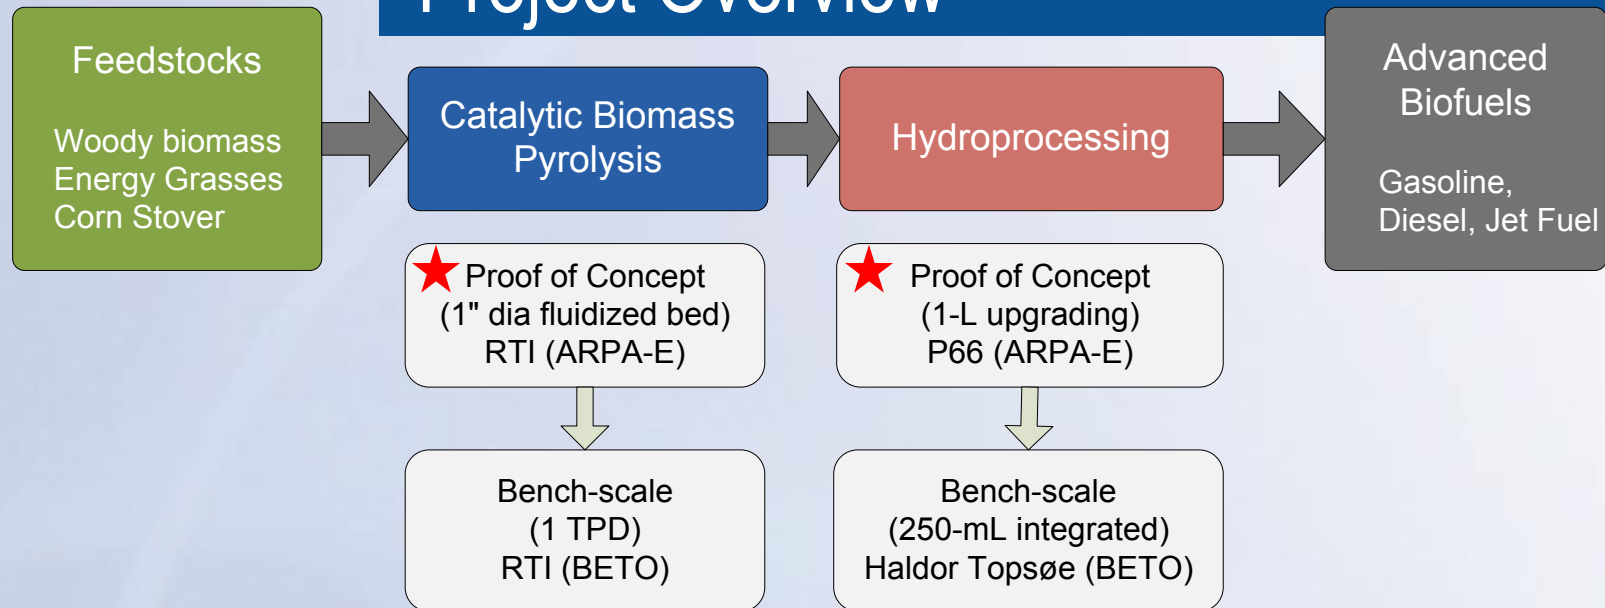 Project Overview
Feedstocks
Woody biomass
Energy Grasses
Corn Stover
Catalytic Biomass
Pyrolysis
Hydroprocessing
Advanced
Biofuels
Gasoline,
Diesel, Jet Fuel
Proof of Concept
(1" dia fluidized bed)
RTI (ARPA-E)
Proof of Concept
(1-L upgrading)
P66 (ARPA-E)
Bench-scale
(1 TPD)
RTI (BETO)
Bench-scale
(250-mL integrated)
Haldor Topsøe (BETO)